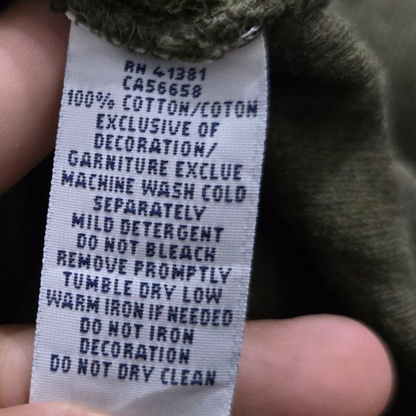 RN 41381
CA56658
100% COTTON/COTON
EXCLUSIVE OF
DECORATION/
GARNITURE EXCLUE
MACHINE WASH COLD
SEPARATELY
MILD DETERGENT
DO NOT BLEACH
REMOVE PROMPTLY
TUMBLE DRY LOW
WARM IRON IF NEEDED
DO NOT IRON
DECORATION
DO NOT DRY CLEAN